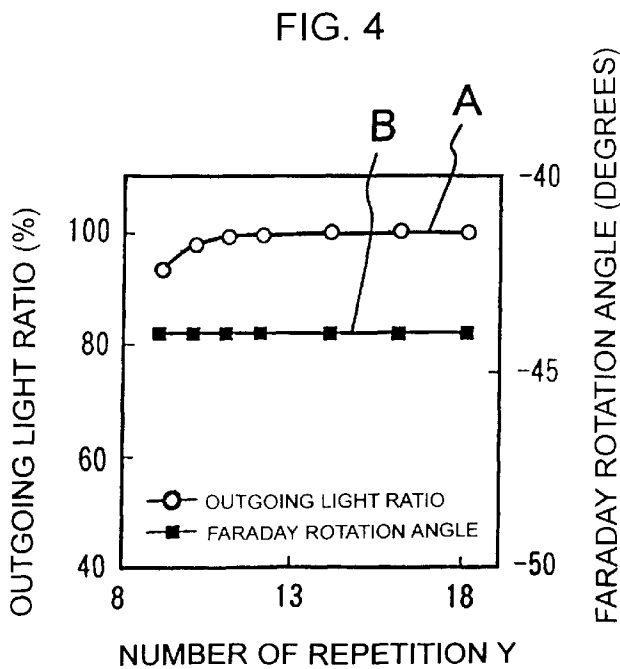 FIG. 4
A
B
OUTGOING LIGHT RATIO (%)
100
80
60
40
-40
-45
-50
FARADAY ROTATION ANGLE (DEGREES)
OUTGOING LIGHT RATIO
FARADAY ROTATION ANGLE
8
13
18
NUMBER OF REPETITION Y